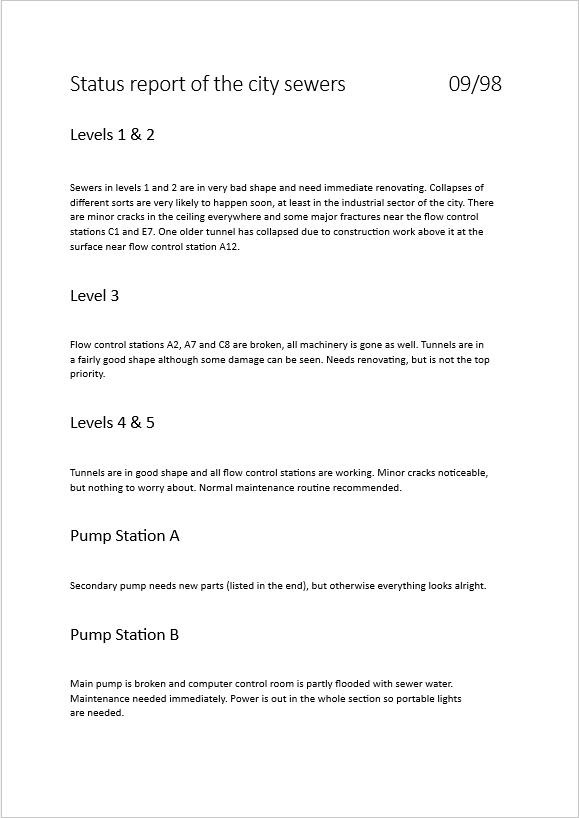 Status report of the city sewers 09/98
Levels 1 & 2
Sewers in levels 1 and 2 are in very bad shape and need immediate renovating. Collapses of
different sorts are very likely to happen soon, at least in the industrial sector of the city. There
are minor cracks in the ceiling everywhere and some major fractures near the flow control
stations C1 and E7. One older tunnel has collapsed due to construction work above it at the
surface near flow control station A12.
Level 3
Flow control stations A2, A7 and C8 are broken, all machinery is gone as well. Tunnels are in
a fairly good shape although some damage can be seen. Needs renovating, but is not the top
priority.
Levels 4 & 5
Tunnels are in good shape and all flow control stations are working. Minor cracks noticeable,
but nothing to worry about. Normal maintenance routine recommended.
Pump Station A
Secondary pump needs new parts (listed in the end), but otherwise everything looks alright.
Pump Station B
Main pump is broken and computer control room is partly flooded with sewer water.
Maintenance needed immediately. Power is out in the whole section so portable lights
are needed.